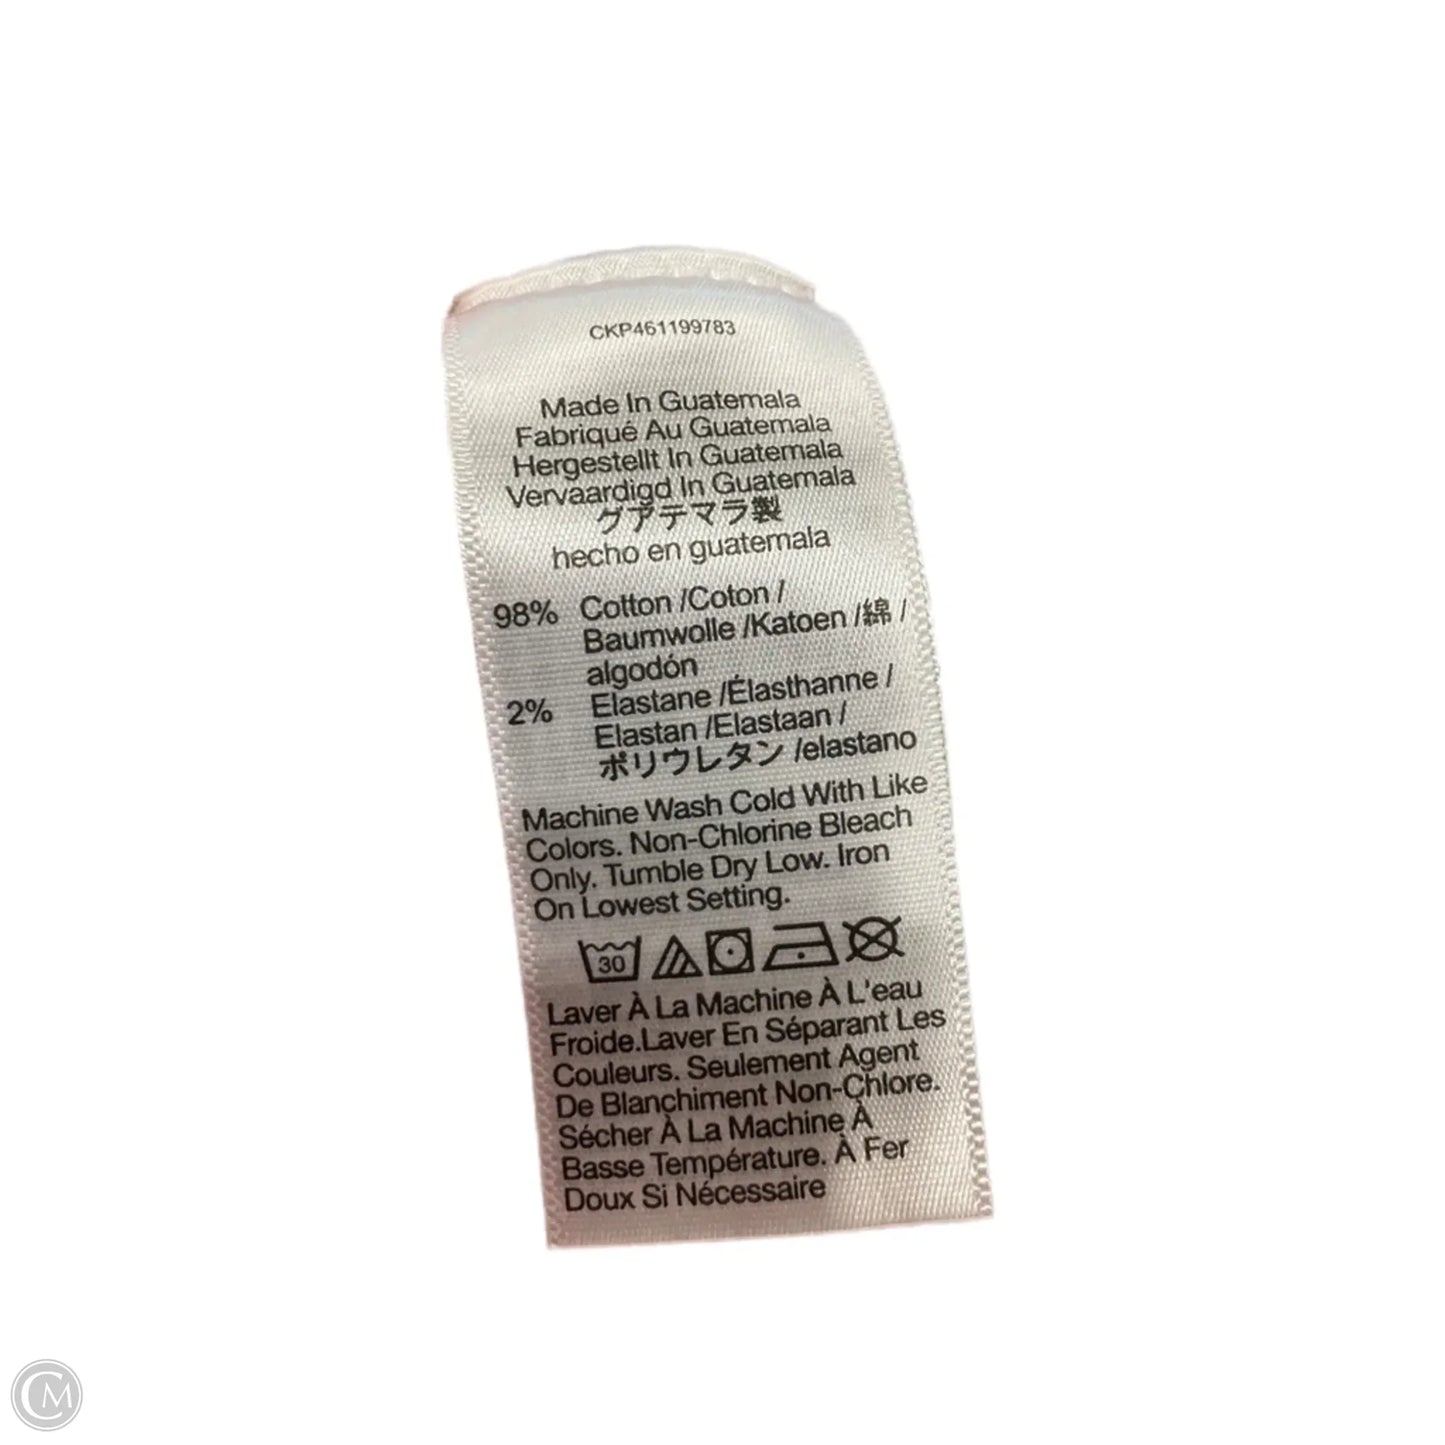 CKP461199783
Made In Guatemala
Fabriqué Au Guatemala
Hergestellt In Guatemala
Vervaardigd In Guatemala
グアテマラ製
hecho en guatemala
98% Cotton /Coton /
Baumwolle /Katoen /綿 /
algodón
2% Elastane /Élasthanne /
Elastan /Elastaan /
ポリウレタン /elastano
Machine Wash Cold With Like
Colors. Non-Chlorine Bleach
Only. Tumble Dry Low. Iron
On Lowest Setting.
30
Laver À La Machine À L'eau
Froide.Laver En Séparant Les
Couleurs. Seulement Agent
De Blanchiment Non-Chlore.
Sécher À La Machine À
Basse Température. À Fer
Doux Si Nécessaire
CM